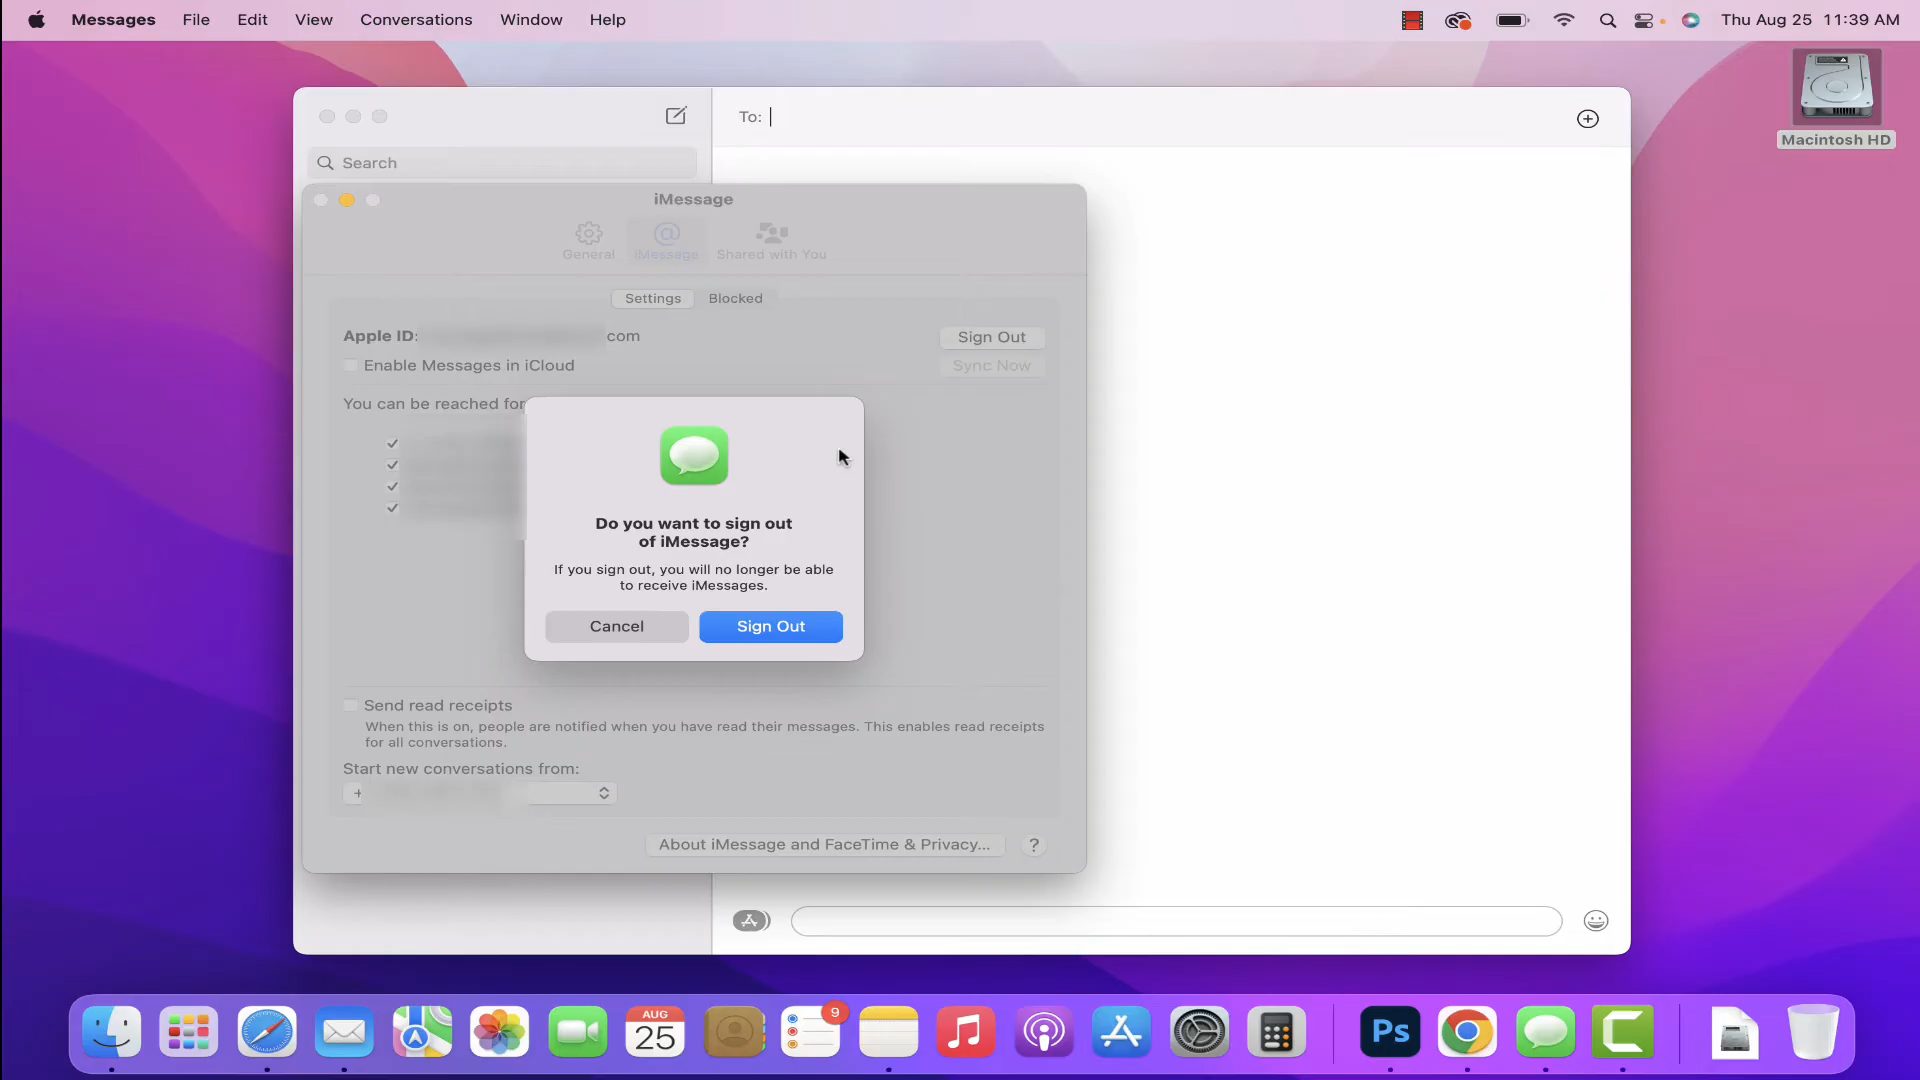 Messages File Edit View Conversations Window Help Thu Aug 25 11:39 AM
Macintosh HD
To:
Search
iMessage
General iMessage Shared with You
Settings Blocked
Apple ID: com Sign Out
Enable Messages in iCloud Sync Now
You can be reached for
Do you want to sign out
of iMessage?
If you sign out, you will no longer be able
to receive iMessages.
Cancel Sign Out
Send read receipts
When this is on, people are notified when you have read their messages. This enables read receipts
for all conversations.
Start new conversations from:
+
About iMessage and FaceTime & Privacy... ?
AUG
25
9
Ps